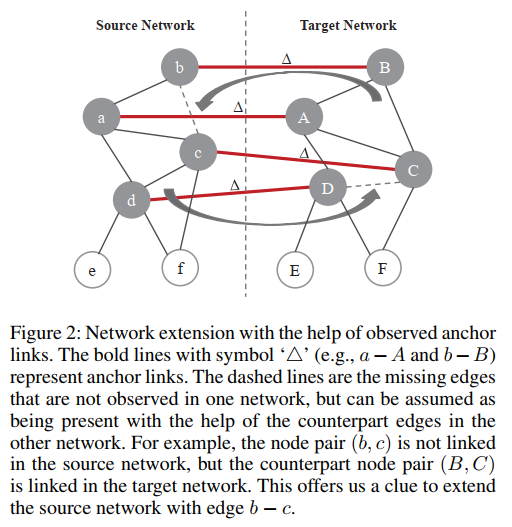 Source Network
Target Network
Δ
b
B
Δ
a
A
c
Δ
C
Δ
d
D
e
f
E
F
Figure 2: Network extension with the help of observed anchor
links. The bold lines with symbol ‘△’ (e.g., a – A and b – B)
represent anchor links. The dashed lines are the missing edges
that are not observed in one network, but can be assumed as
being present with the help of the counterpart edges in the
other network. For example, the node pair (b, c) is not linked
in the source network, but the counterpart node pair (B, C)
is linked in the target network. This offers us a clue to extend
the source network with edge b – c.